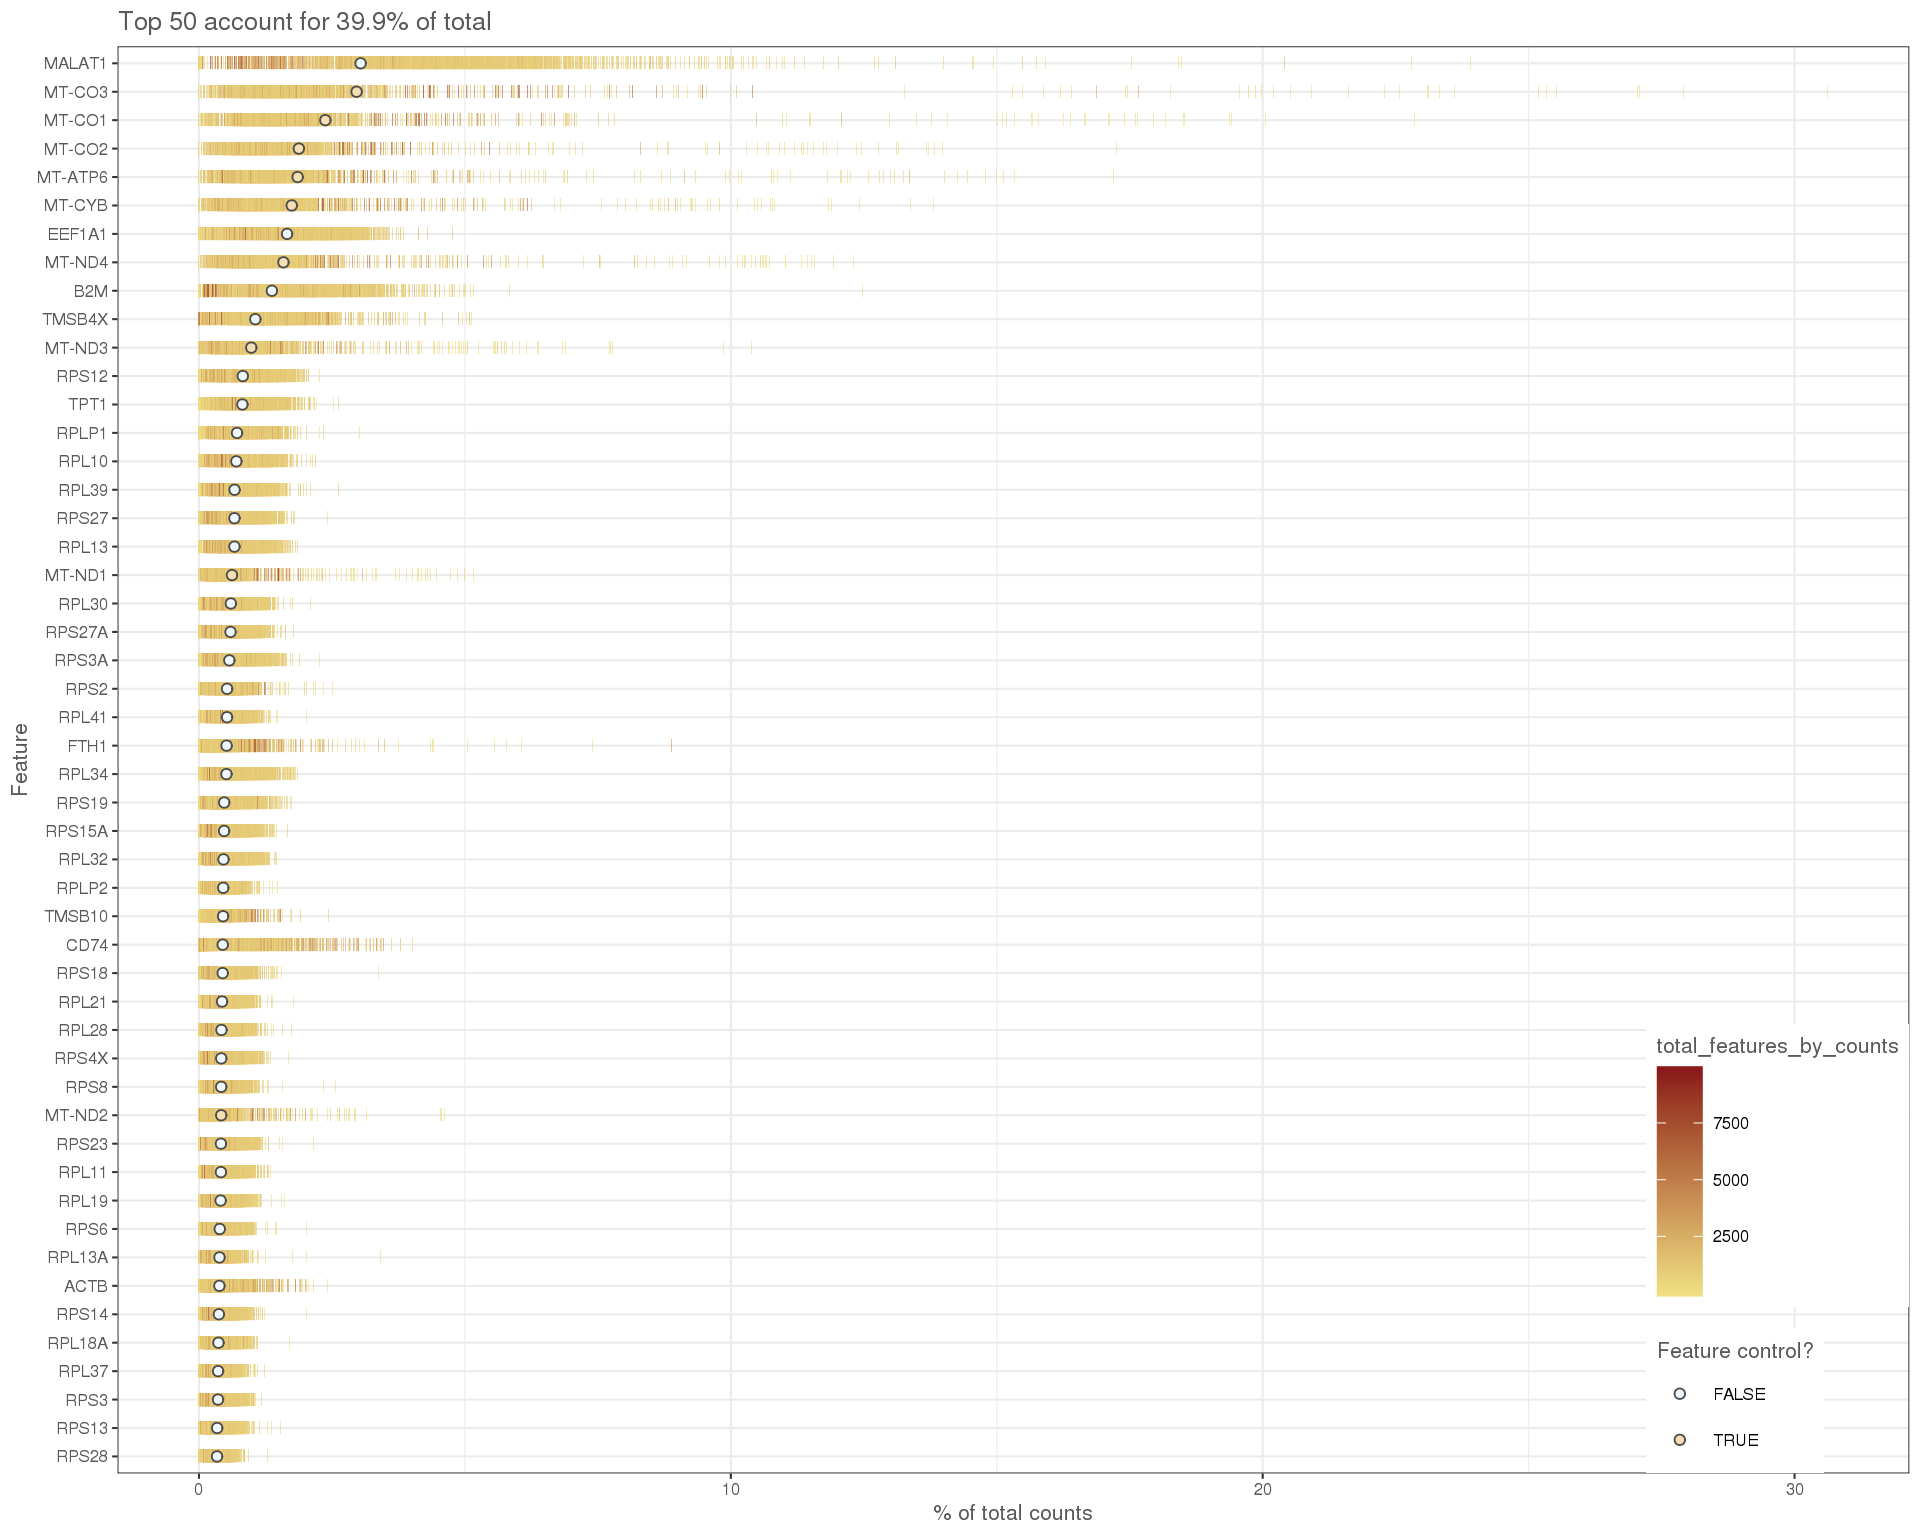 Top 50 account for 39.9% of total
MALAT1
MT-CO3
MT-CO1
MT-CO2
MT-ATP6
MT-CYB
EEF1A1
MT-ND4
B2M
TMSB4X
MT-ND3
RPS12
TPT1
RPLP1
RPL10
RPL39
RPS27
RPL13
MT-ND1
RPL30
RPS27A
RPS3A
RPS2
RPL41
FTH1
RPL34
RPS19
RPS15A
RPL32
RPLP2
TMSB10
CD74
RPS18
RPL21
RPL28
RPS4X
RPS8
MT-ND2
RPS23
RPL11
RPL19
RPS6
RPL13A
ACTB
RPS14
RPL18A
RPL37
RPS3
RPS13
RPS28
Feature
0
10
20
30
% of total counts
total_features_by_counts
7500
5000
2500
Feature control?
FALSE
TRUE